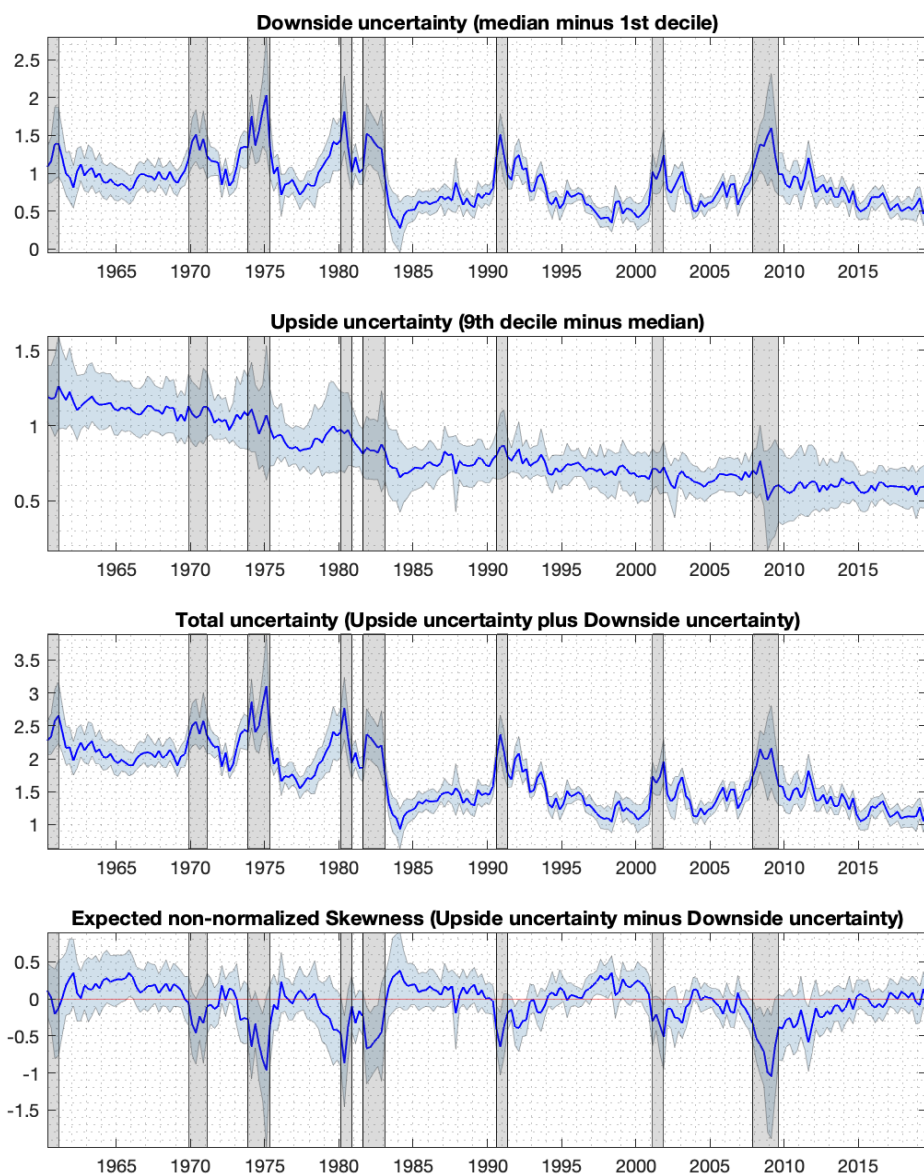 Downside uncertainty (median minus 1st decile)
2.5
2
1.5
1
0.5
0
1965 1970 1975 1980 1985 1990 1995 2000 2005 2010 2015
Upside uncertainty (9th decile minus median)
1.5
1
0.5
1965 1970 1975 1980 1985 1990 1995 2000 2005 2010 2015
Total uncertainty (Upside uncertainty plus Downside uncertainty)
3.5
3
2.5
2
1.5
1
1965 1970 1975 1980 1985 1990 1995 2000 2005 2010 2015
Expected non-normalized Skewness (Upside uncertainty minus Downside uncertainty)
0.5
0
-0.5
-1
-1.5
1965 1970 1975 1980 1985 1990 1995 2000 2005 2010 2015